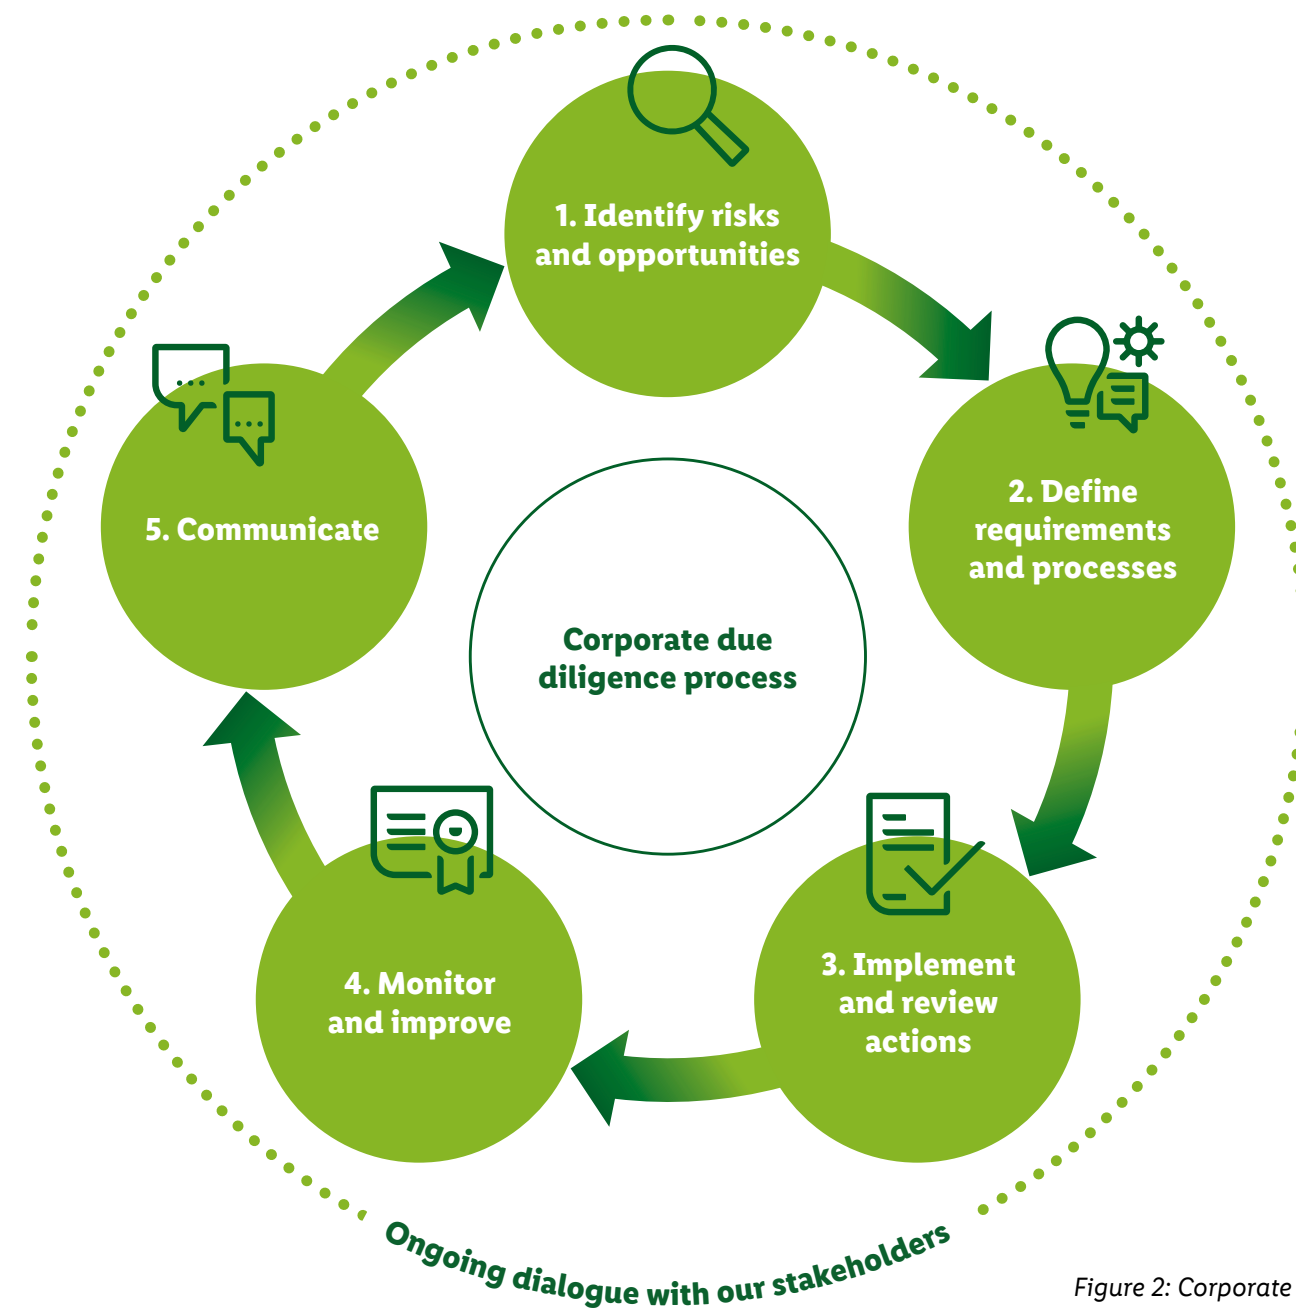 1. Identify risks
and opportunities
2. Define
requirements
and processes
3. Implement
and review
actions
4. Monitor
and improve
5. Communicate
Corporate due
diligence process
Ongoing dialogue with our stakeholders
Figure 2: Corporate